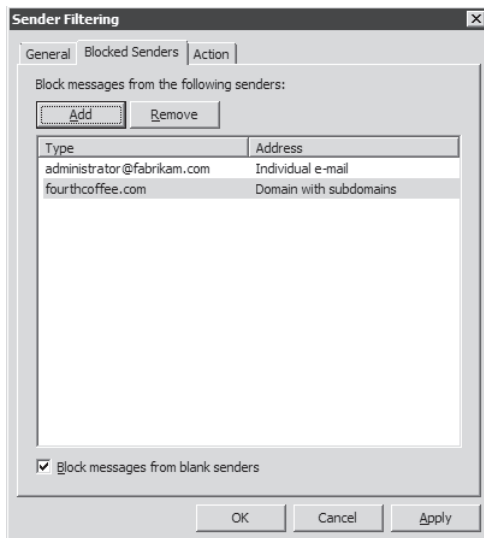 Sender Filtering
General Blocked Senders Action
Block messages from the following senders:
Add Remove
Type Address
administrator@fabrikam.com Individual e-mail
fourthcoffee.com Domain with subdomains
Block messages from blank senders
OK Cancel Apply